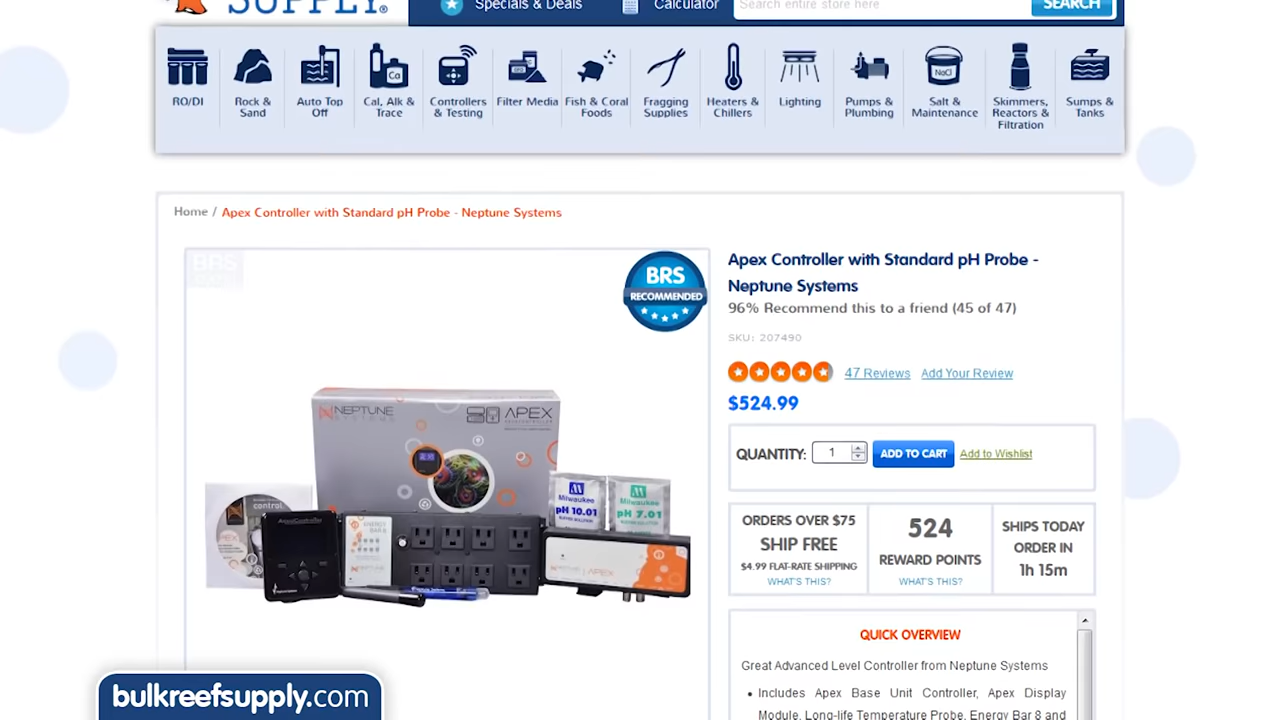 SUPPLY®
Specials & Deals
Calculator
Search entire store here
SEARCH
RO/DI
Rock &
Sand
Auto Top
Off
Ca
Cal, Alk &
Trace
Controllers
& Testing
Filter Media
Fish & Coral
Foods
Fragging
Supplies
Heaters &
Chillers
Lighting
Pumps &
Plumbing
NaCl
Salt &
Maintenance
Skimmers,
Reactors &
Filtration
Sumps &
Tanks
Home / Apex Controller with Standard pH Probe - Neptune Systems
BRS
BRS
RECOMMENDED
NEPTUNE
SYSTEMS
APEX
Milwaukee
pH 10.01
Milwaukee
pH 7.01
APEX
Apex Controller with Standard pH Probe -
Neptune Systems
96% Recommend this to a friend (45 of 47)
SKU: 207490
47 Reviews
Add Your Review
$524.99
QUANTITY:
1
ADD TO CART
Add to Wishlist
ORDERS OVER $75
SHIP FREE
$4.99 FLAT-RATE SHIPPING
WHAT'S THIS?
524
REWARD POINTS
WHAT'S THIS?
SHIPS TODAY
ORDER IN
1h 15m
QUICK OVERVIEW
Great Advanced Level Controller from Neptune Systems
• Includes Apex Base Unit Controller, Apex Display
Module, Long-life Temperature Probe, Energy Bar 8 and
bulkreefsupply.com